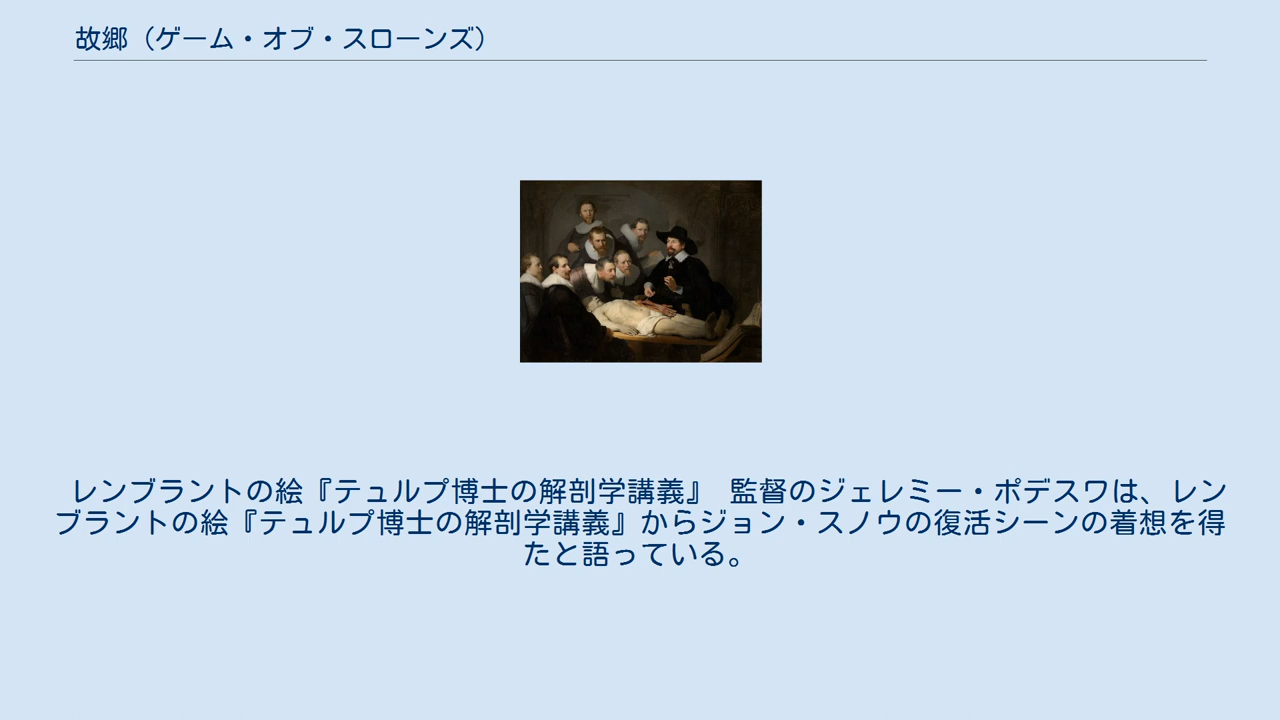 故郷（ゲーム・オブ・スローンズ）
レンブラントの絵『テュルプ博士の解剖学講義』 監督のジェレミー・ポデスワは、レン
ブラントの絵『テュルプ博士の解剖学講義』からジョン・スノウの復活シーンの着想を得
たと語っている。